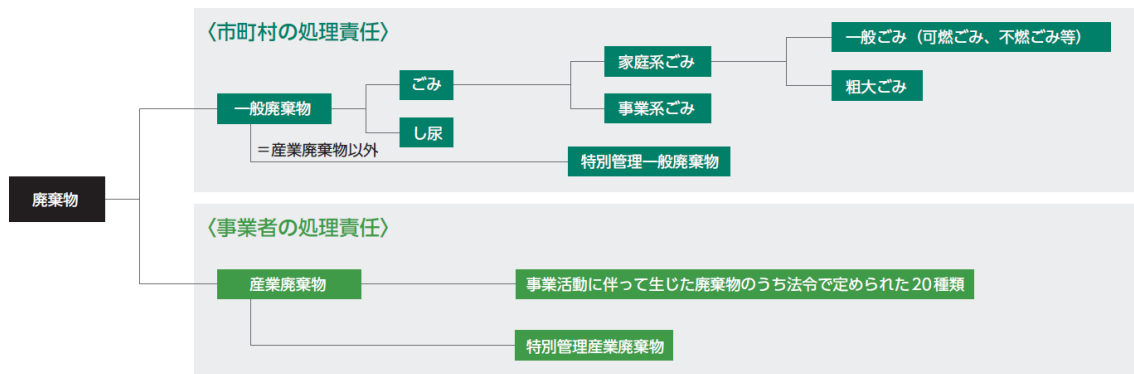 〈市町村の処理責任〉
一般ごみ（可燃ごみ、不燃ごみ等）
家庭系ごみ
ごみ
粗大ごみ
一般廃棄物
事業系ごみ
し尿
＝産業廃棄物以外
特別管理一般廃棄物
廃棄物
〈事業者の処理責任〉
産業廃棄物
事業活動に伴って生じた廃棄物のうち法令で定められた20種類
特別管理産業廃棄物